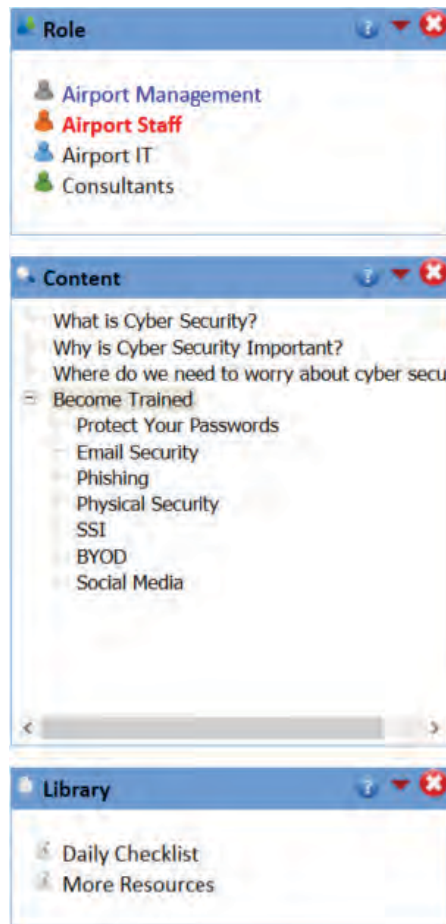 Role
Airport Management
Airport Staff
Airport IT
Consultants
Content
What is Cyber Security?
Why is Cyber Security Important?
Where do we need to worry about cyber secu
Become Trained
Protect Your Passwords
Email Security
Phishing
Physical Security
SSI
BYOD
Social Media
Library
Daily Checklist
More Resources